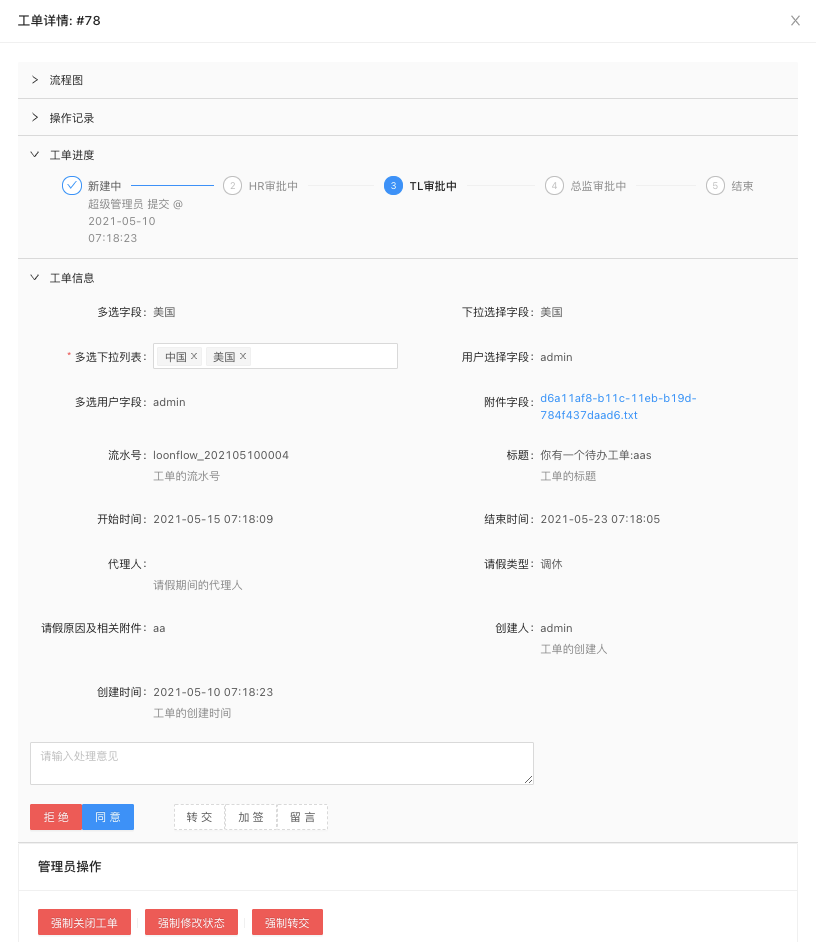 工单详情: #78
流程图
操作记录
工单进度
新建中
2 HR审批中
3 TL审批中
4 总监审批中
5 结束
超级管理员 提交 @
2021-05-10
07:18:23
工单信息
多选字段: 美国
下拉选择字段: 美国
* 多选下拉列表: 中国 美国
用户选择字段: admin
多选用户字段: admin
附件字段: d6a11af8-b11c-11eb-b19d-
784f437daad6.txt
流水号: loonflow_202105100004
工单的流水号
标题: 你有一个待办工单:aas
工单的标题
开始时间: 2021-05-15 07:18:09
结束时间: 2021-05-23 07:18:05
代理人:
请假期间的代理人
请假类型: 调休
请假原因及相关附件: aa
创建人: admin
工单的创建人
创建时间: 2021-05-10 07:18:23
工单的创建时间
请输入处理意见
拒 绝 同 意 转 交 加 签 留 言
管理员操作
强制关闭工单 强制修改状态 强制转交